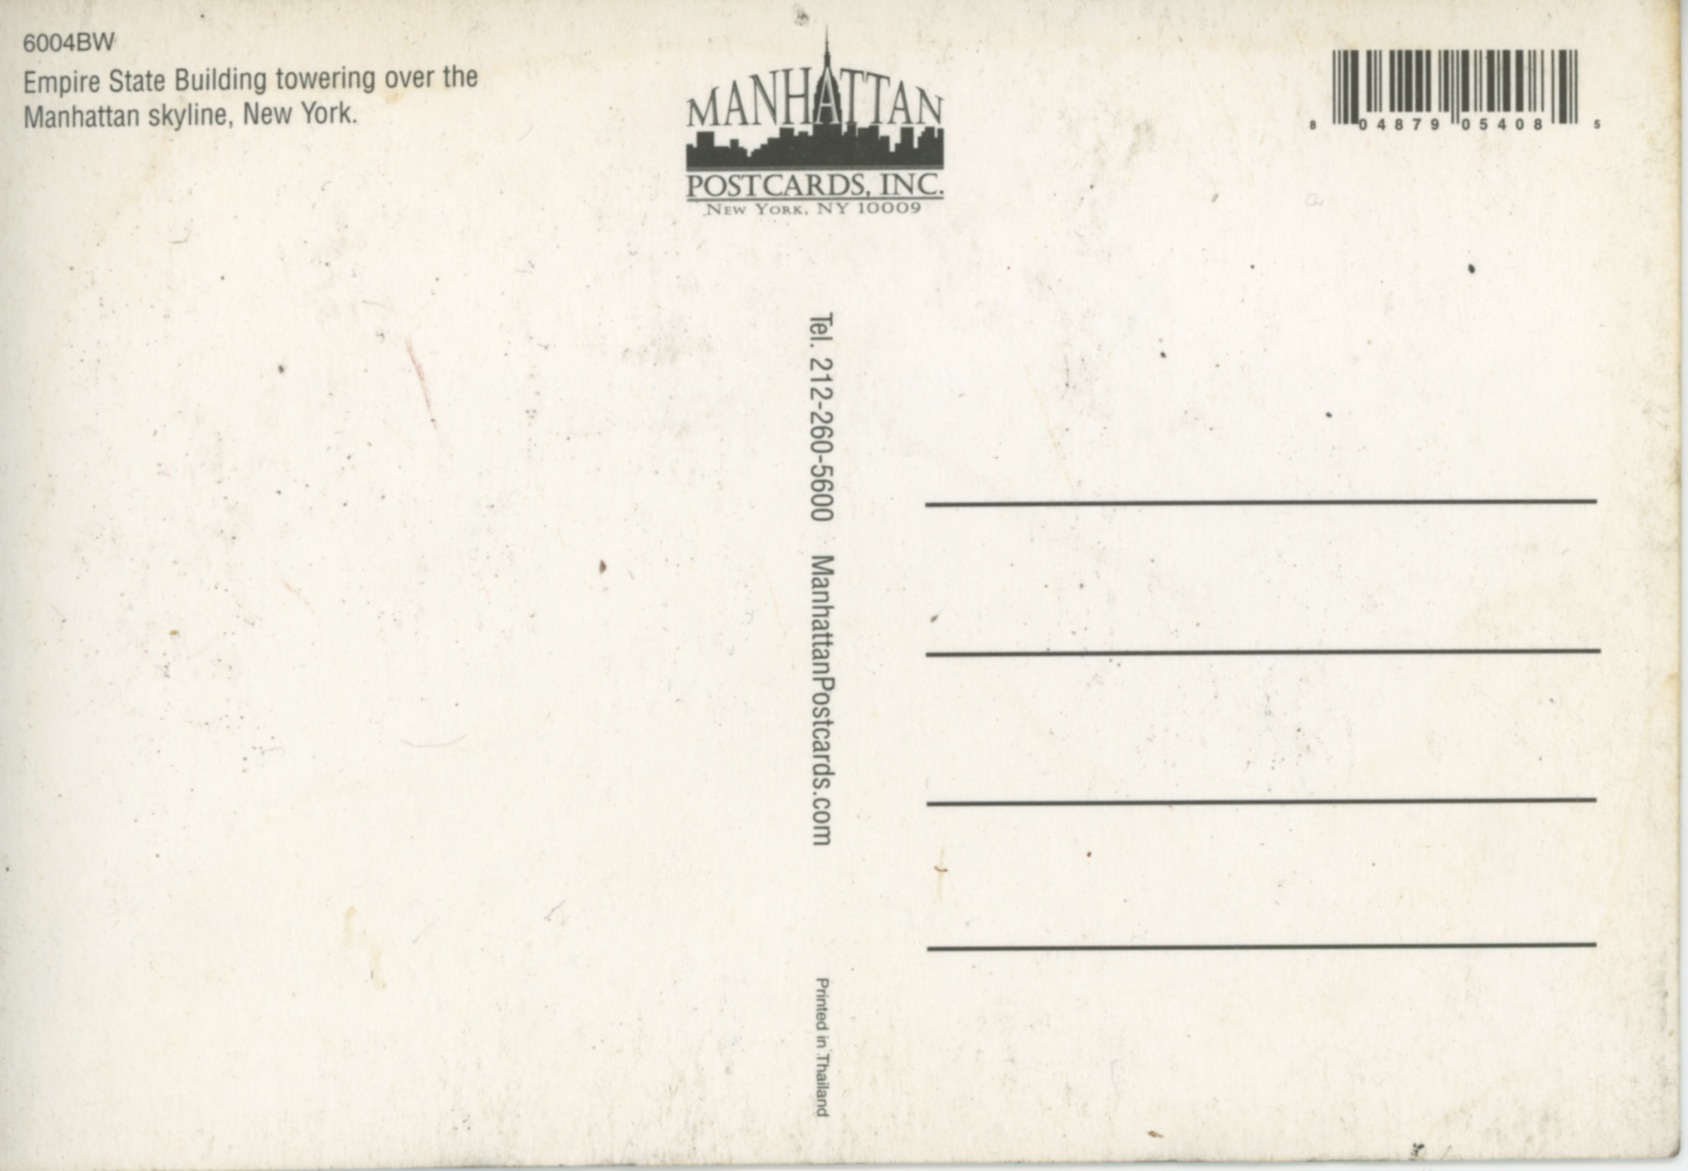 6004BW
Empire State Building towering over the
Manhattan skyline, New York.
MANHATTAN
POSTCARDS, INC.
NEW YORK, NY 10009
8 04879 05408 5
Tel. 212-260-5600 ManhattanPostcards.com
Printed in Thailand